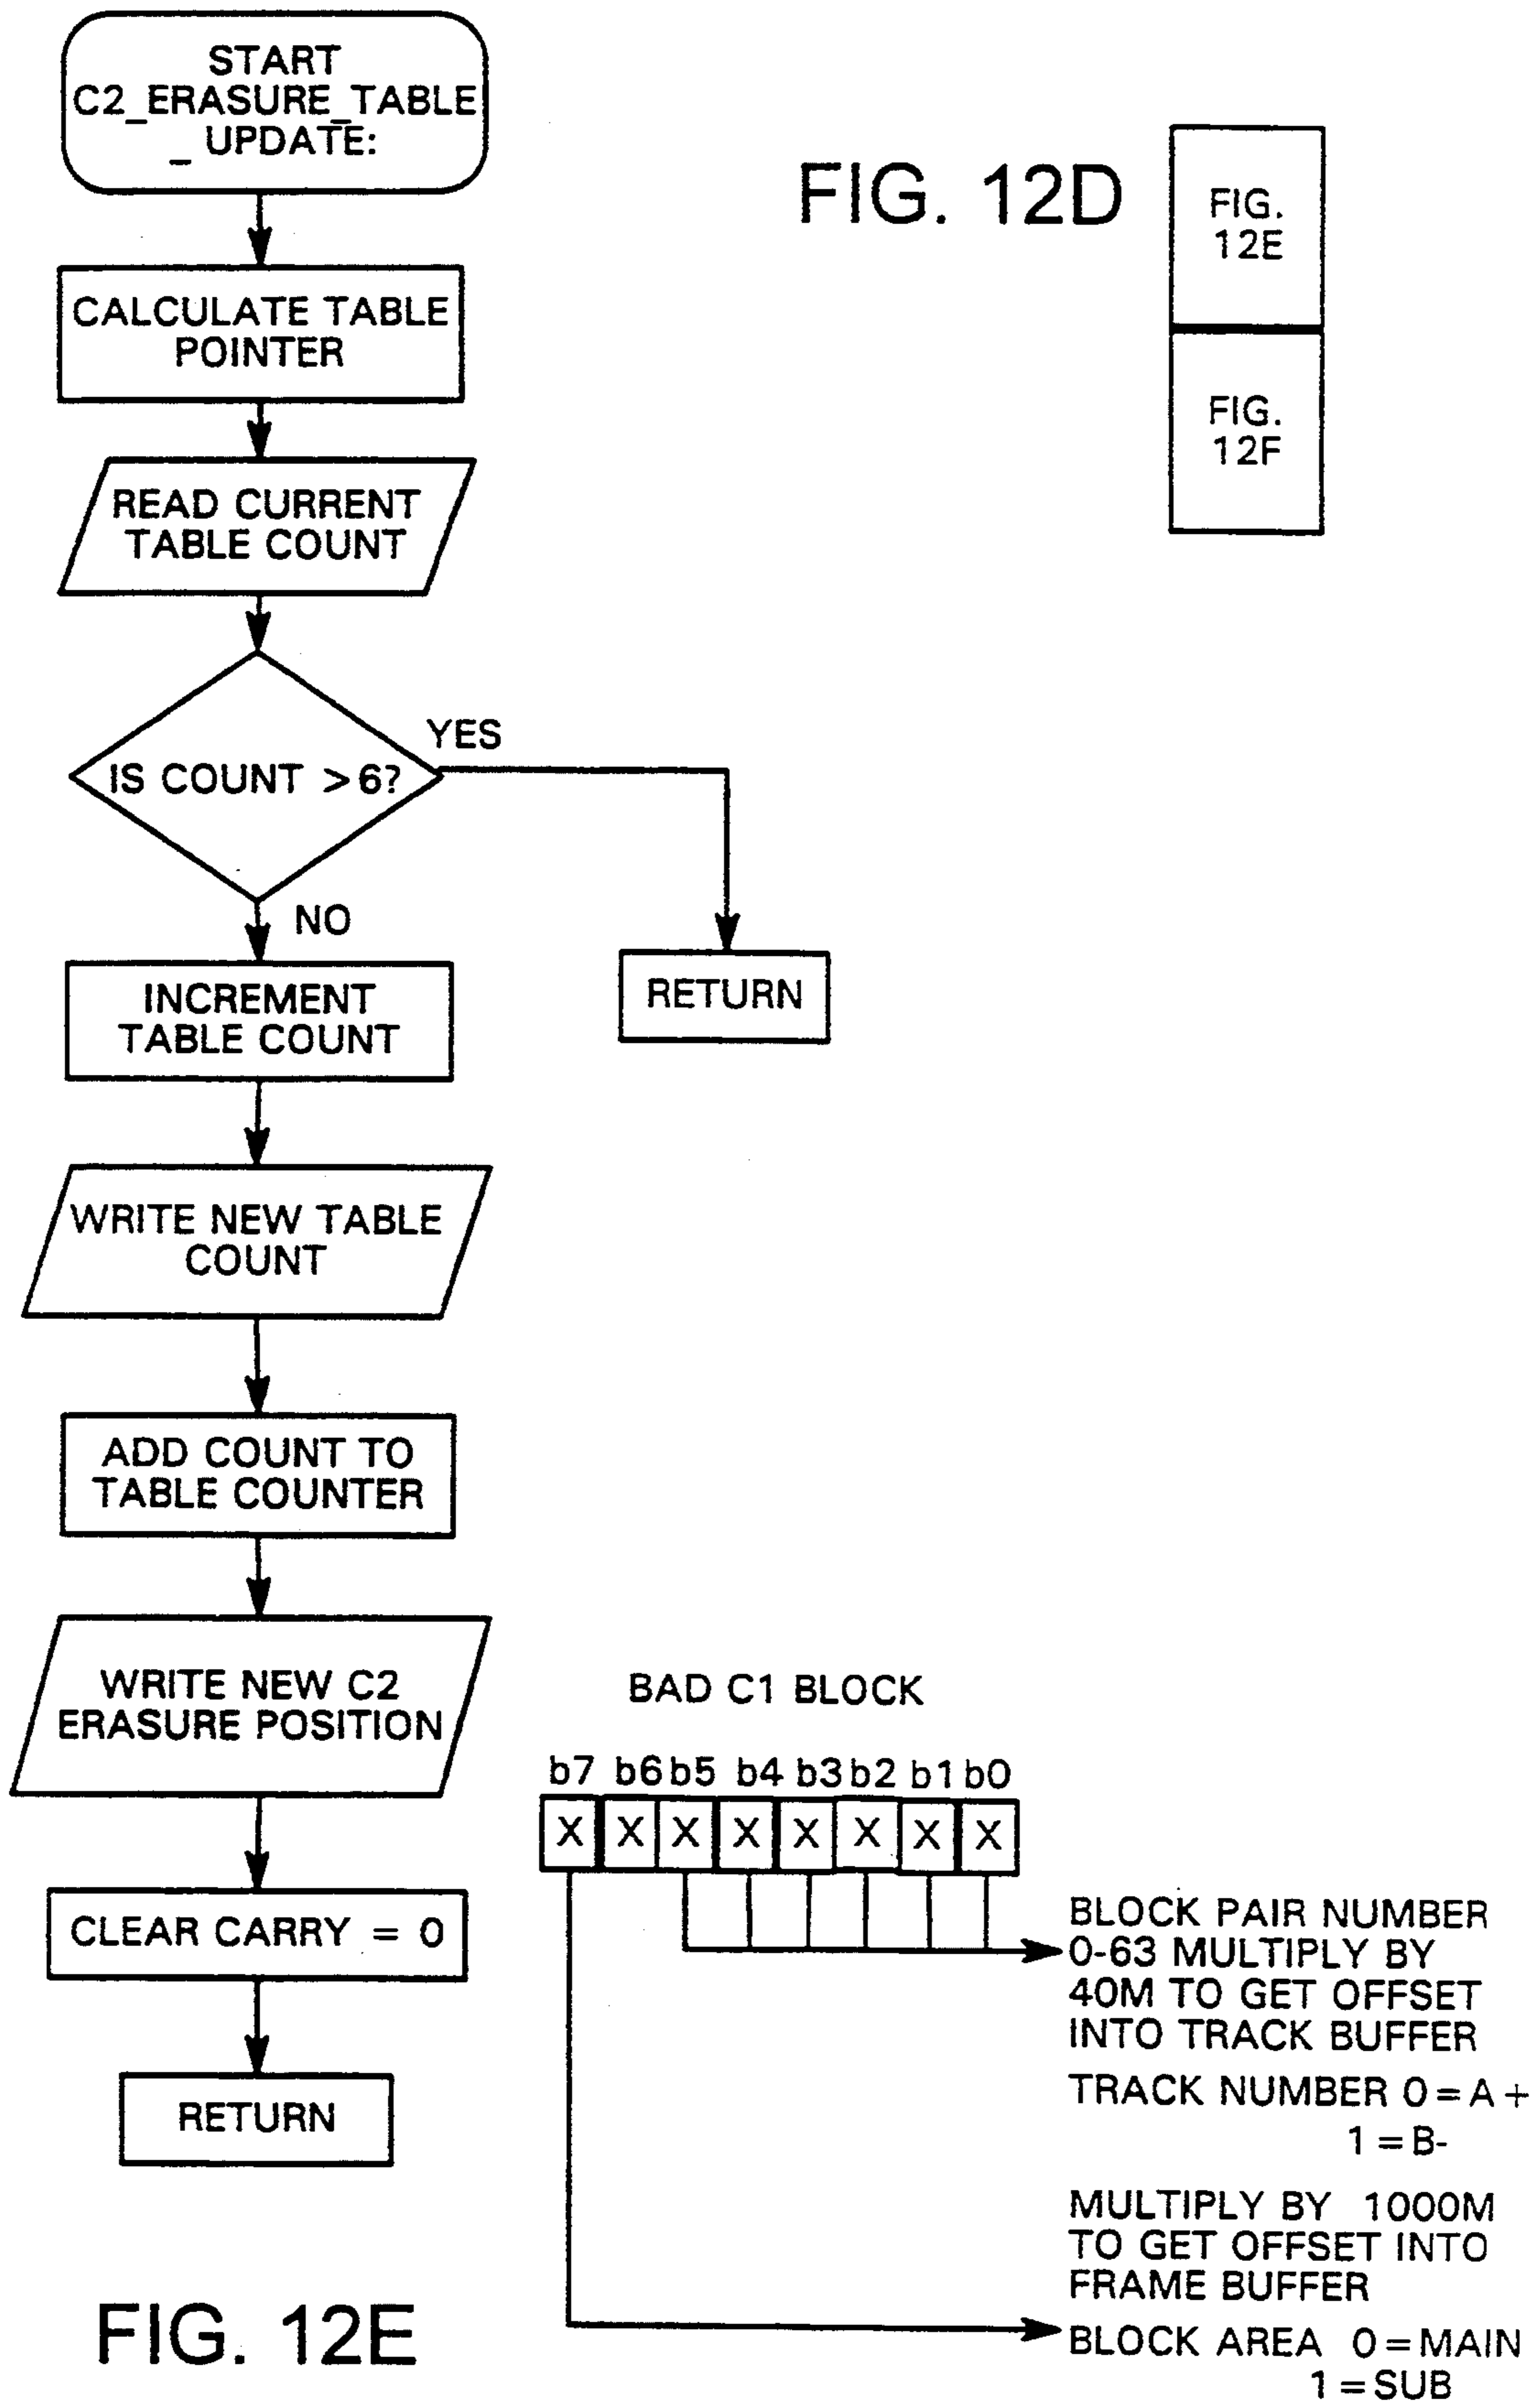 START
C2_ERASURE_TABLE
_ UPDATE:
CALCULATE TABLE
POINTER
READ CURRENT
TABLE COUNT
IS COUNT >6?
YES
NO
RETURN
INCREMENT
TABLE COUNT
WRITE NEW TABLE
COUNT
ADD COUNT TO
TABLE COUNTER
WRITE NEW C2
ERASURE POSITION
CLEAR CARRY = 0
RETURN
FIG. 12E
FIG. 12D
FIG.
12E
FIG.
12F
BAD C1 BLOCK
b7 b6 b5 b4 b3 b2 b1 b0
X X X X X X X X
BLOCK PAIR NUMBER
0-63 MULTIPLY BY
40M TO GET OFFSET
INTO TRACK BUFFER
TRACK NUMBER 0=A+
1=B-
MULTIPLY BY 1000M
TO GET OFFSET INTO
FRAME BUFFER
BLOCK AREA 0=MAIN
1=SUB